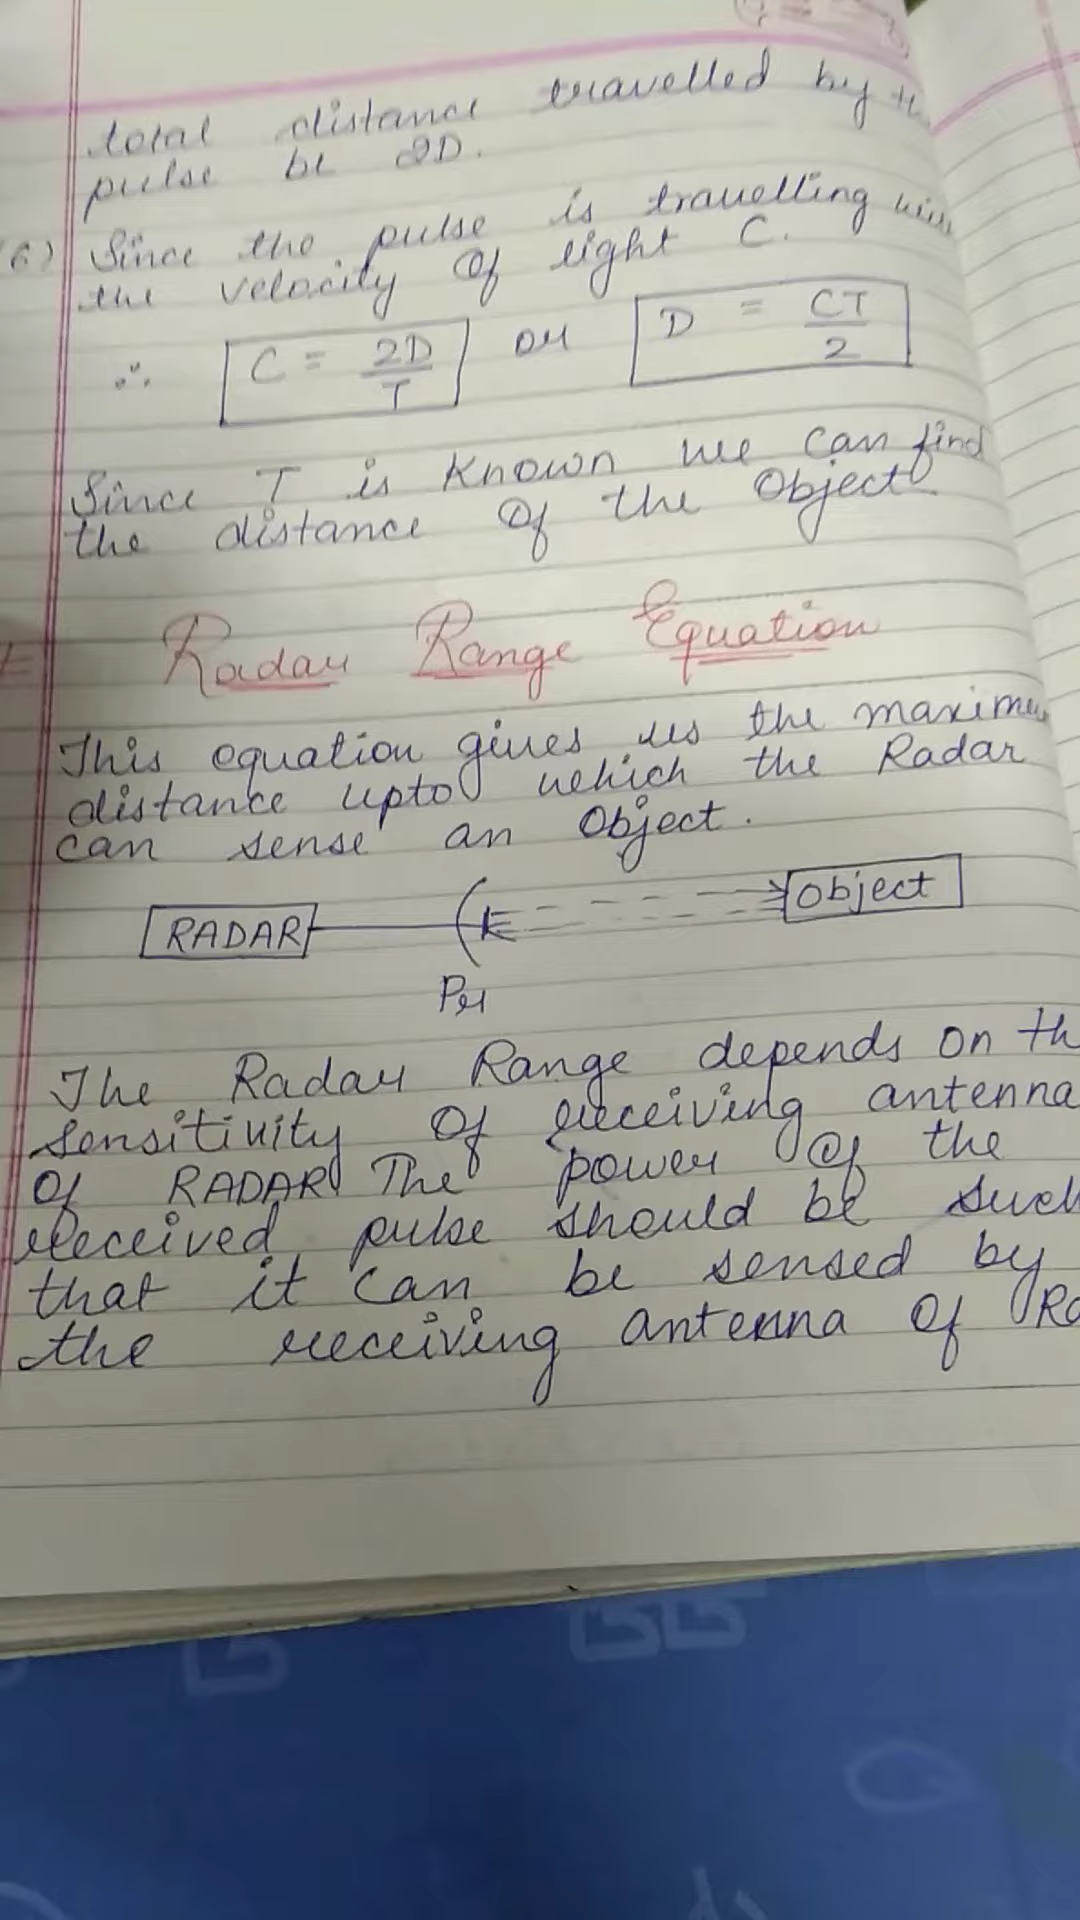 total distance travelled by
pulse be 2D.
(6) Since the pulse is travelling
the velocity of light C.
∴ C = 2D/T or D = CT/2
Since T is known we can find
the distance of the Object
Radar Range Equation
This equation gives us the maximu
distance upto which the Radar
can sense an Object.
RADAR Object
Pr
The Radar Range depends on th
sensitivity of receiving antenna
of RADAR The power of the
received pulse should be such
that it can be sensed by
the receiving antenna of Ra